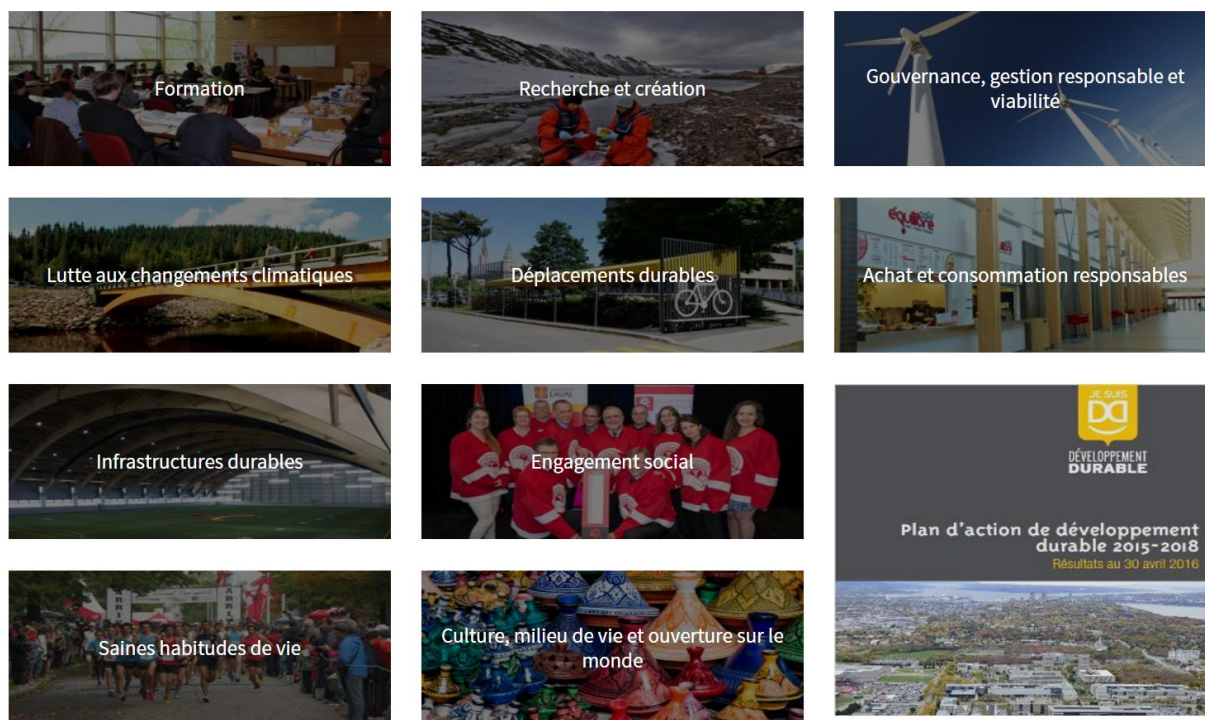 Formation
Recherche et création
Gouvernance, gestion responsable et
viabilité
Lutte aux changements climatiques
Déplacements durables
équilibre
Achat et consommation responsables
Infrastructures durables
LAVAL
Engagement social
JE SUIS
DD
DÉVELOPPEMENT
DURABLE
Plan d'action de développement
durable 2015-2018
Résultats au 30 avril 2016
Saines habitudes de vie
Culture, milieu de vie et ouverture sur le
monde